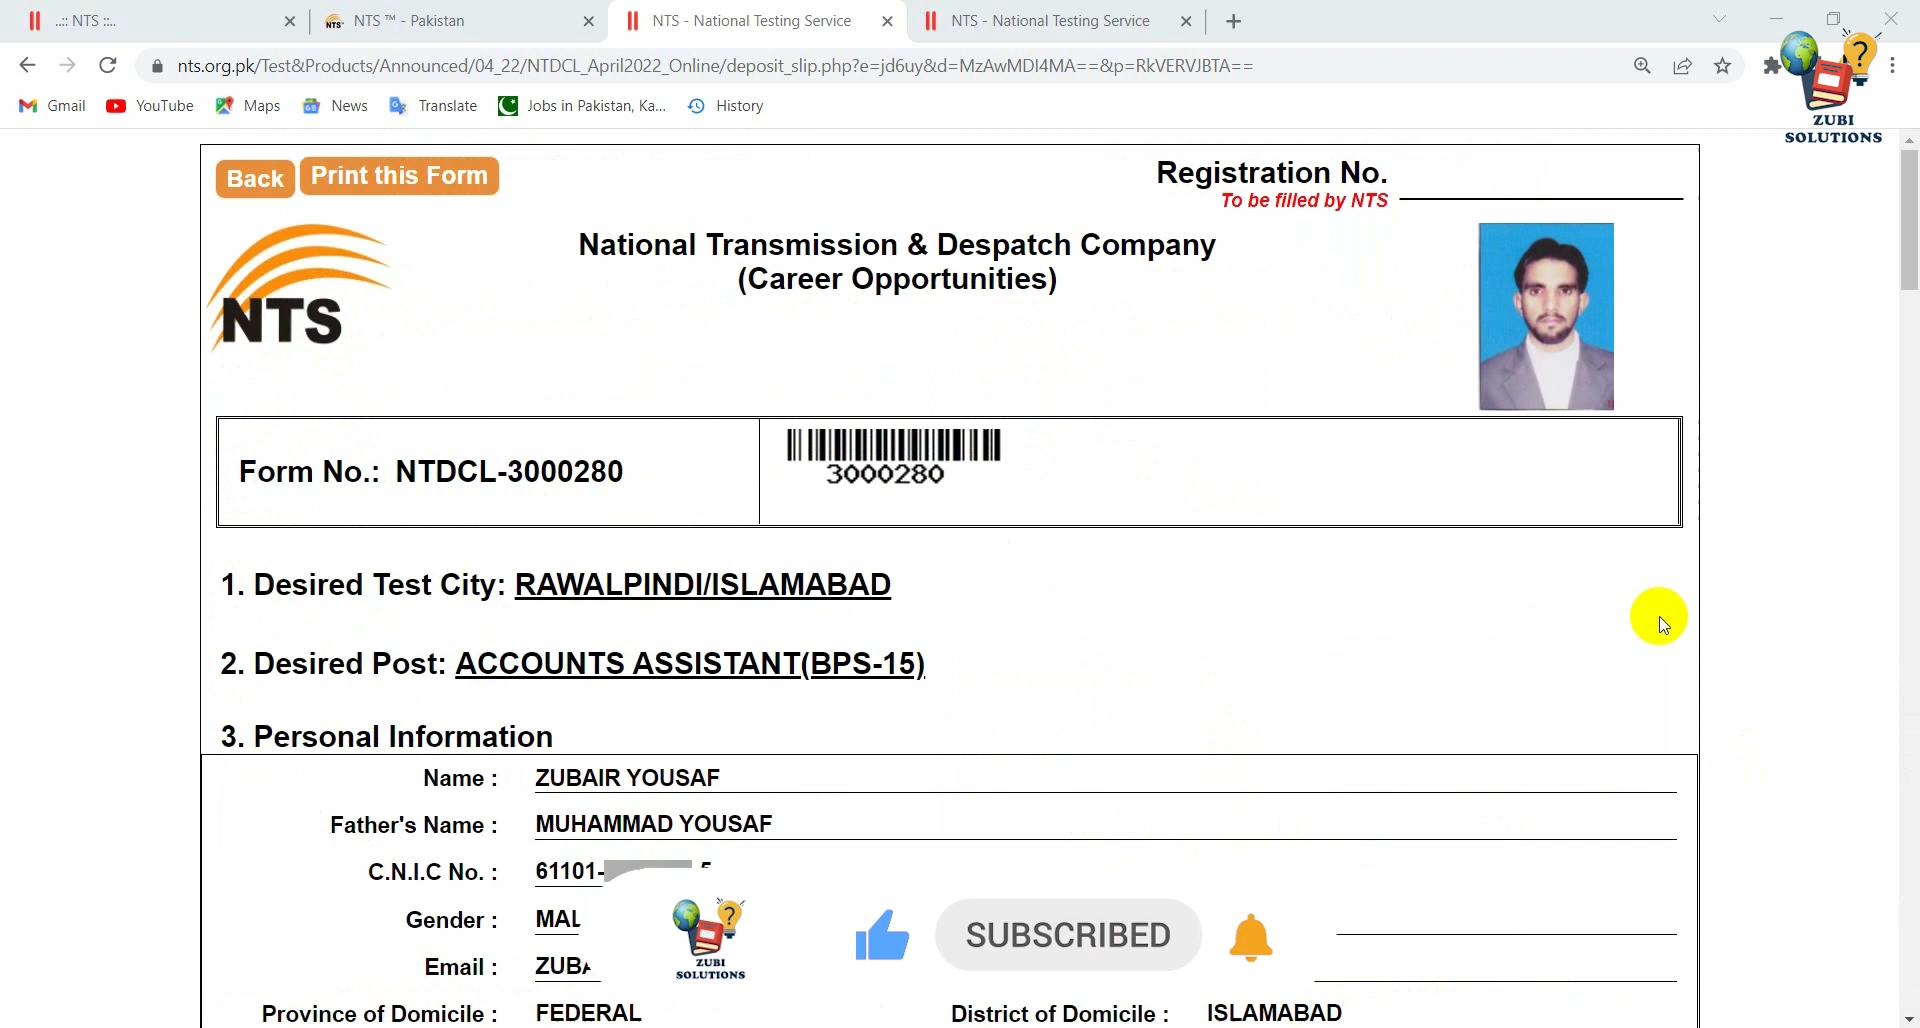 ..:: NTS ::..
NTS ™ - Pakistan
NTS - National Testing Service
NTS - National Testing Service
nts.org.pk/Test&Products/Announced/04_22/NTDCL_April2022_Online/deposit_slip.php?e=jd6uy&d=MzAwMDI4MA==&p=RkVERVJBTA==
Gmail
YouTube
Maps
News
Translate
Jobs in Pakistan, Ka...
History
ZUBI
SOLUTIONS
Back
Print this Form
Registration No.
To be filled by NTS
NTS
National Transmission & Despatch Company
(Career Opportunities)
Form No.: NTDCL-3000280
3000280
1. Desired Test City: RAWALPINDI/ISLAMABAD
2. Desired Post: ACCOUNTS ASSISTANT(BPS-15)
3. Personal Information
Name : ZUBAIR YOUSAF
Father's Name : MUHAMMAD YOUSAF
C.N.I.C No. : 61101-
Gender : MAL
Email : ZUBA
ZUBI
SOLUTIONS
SUBSCRIBED
Province of Domicile : FEDERAL District of Domicile : ISLAMABAD